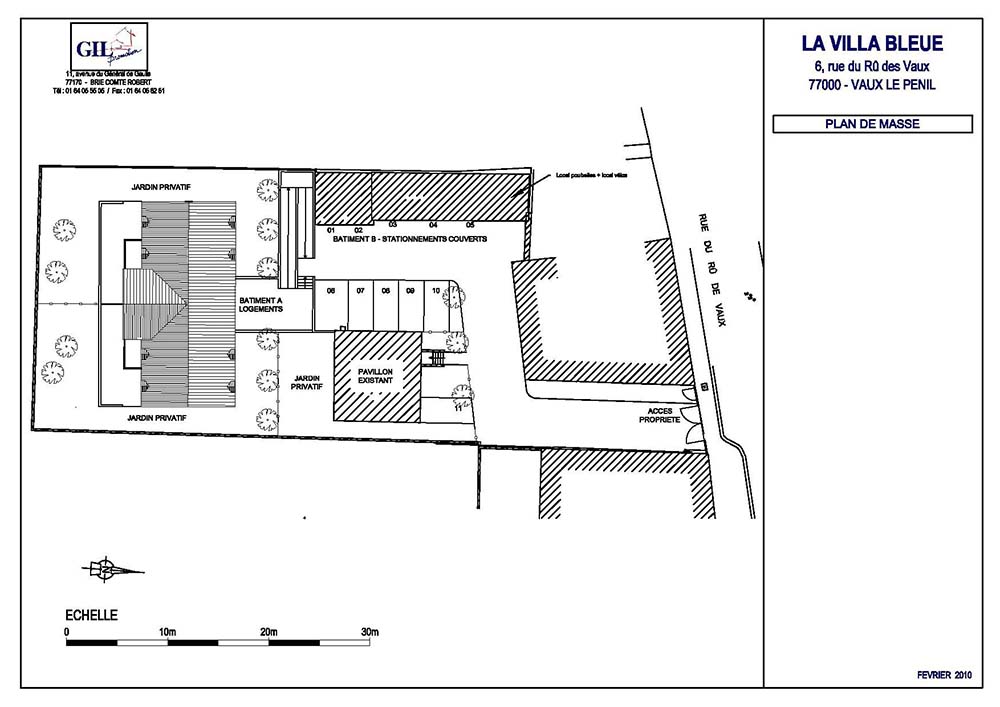 GIL
promotion
11, avenue du Général de Gaulle
77170 - BRIE COMTE ROBERT
Tél : 01 64 05 55 05 / Fax : 01 64 05 62 51
LA VILLA BLEUE
6, rue du Rû des Vaux
77000 - VAUX LE PENIL
PLAN DE MASSE
JARDIN PRIVATIF
Local poubelles + local vélos
01 02 03 04 05
BATIMENT B - STATIONNEMENTS COUVERTS
RUE DU RÛ DE VAUX
06 07 08 09 10
BATIMENT A
LOGEMENTS
JARDIN
PRIVATIF
PAVILLON
EXISTANT
11
ACCES
PROPRIETE
JARDIN PRIVATIF
N
ECHELLE
0 10m 20m 30m
FEVRIER 2010